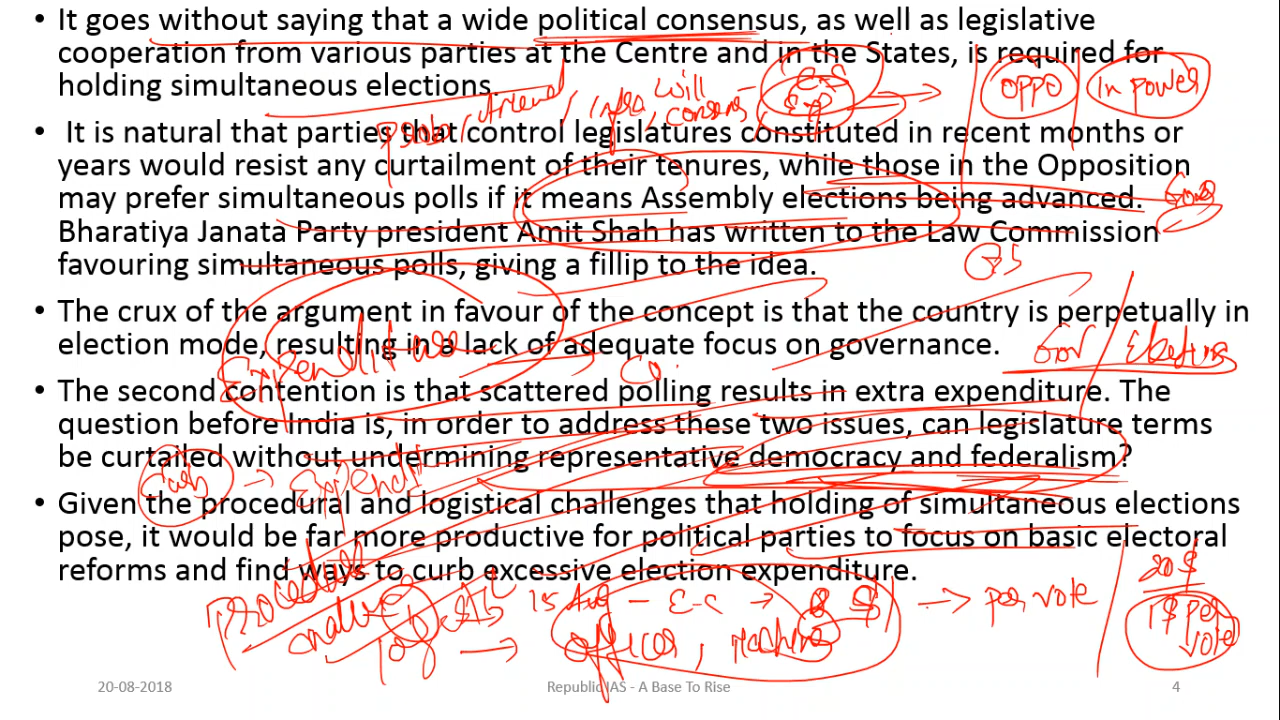 • It goes without saying that a wide political consensus, as well as legislative
cooperation from various parties at the Centre and in the States, is required for
holding simultaneous elections.
will
oppo
In power
consens
•  It is natural that parties that control legislatures constituted in recent months or
years would resist any curtailment of their tenures, while those in the Opposition
may prefer simultaneous polls if it means Assembly elections being advanced.
Bharatiya Janata Party president Amit Shah has written to the Law Commission
favouring simultaneous polls, giving a fillip to the idea.
• The crux of the argument in favour of the concept is that the country is perpetually in
election mode, resulting in a lack of adequate focus on governance.
Gov / Elections
Expenditure
• The second contention is that scattered polling results in extra expenditure. The
question before India is, in order to address these two issues, can legislature terms
be curtailed without undermining representative democracy and federalism?
• Given the procedural and logistical challenges that holding of simultaneous elections
pose, it would be far more productive for political parties to focus on basic electoral
reforms and find ways to curb excessive election expenditure.
20 $
15 Aug – E-C → $ → per vote
1 $ per
vote
officer, machine
20-08-2018
Republic IAS - A Base To Rise
4